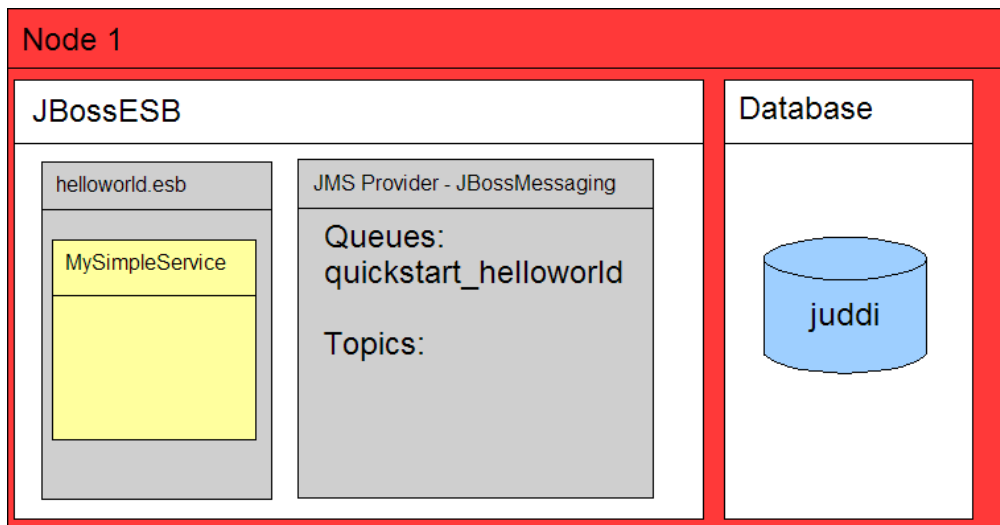 Node 1
JBossESB
Database
helloworld.esb
JMS Provider - JBossMessaging
MySimpleService
Queues:
quickstart_helloworld
Topics:
juddi